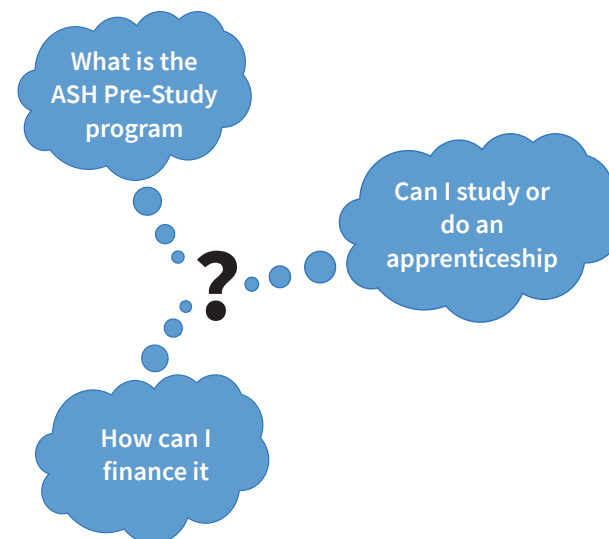 What is the
ASH Pre-Study
program
Can I study or
do an
apprenticeship
?
How can I
finance it